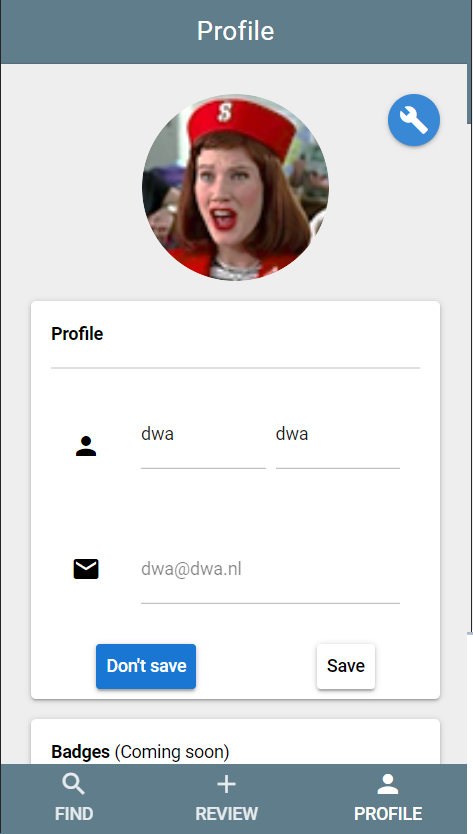 Profile
S
Profile
dwa dwa
dwa@dwa.nl
Don't save Save
Badges (Coming soon)
FIND REVIEW PROFILE